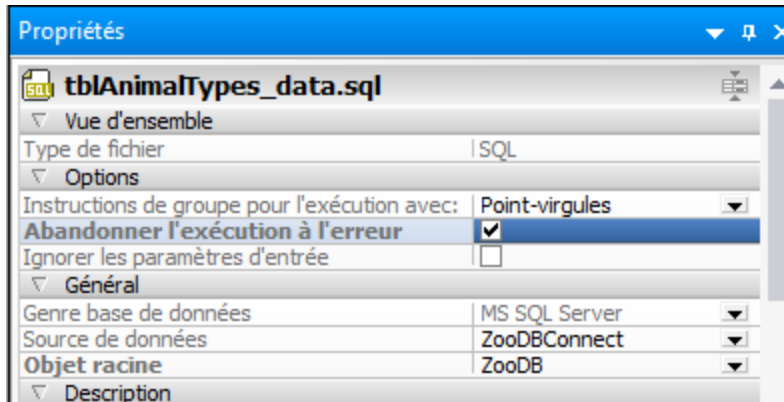 Propriétés
tblAnimalTypes_data.sql
Vue d'ensemble
Type de fichier SQL
Options
Instructions de groupe pour l'exécution avec: Point-virgules
Abandonner l'exécution à l'erreur
Ignorer les paramètres d'entrée
Général
Genre base de données MS SQL Server
Source de données ZooDBConnect
Objet racine ZooDB
Description